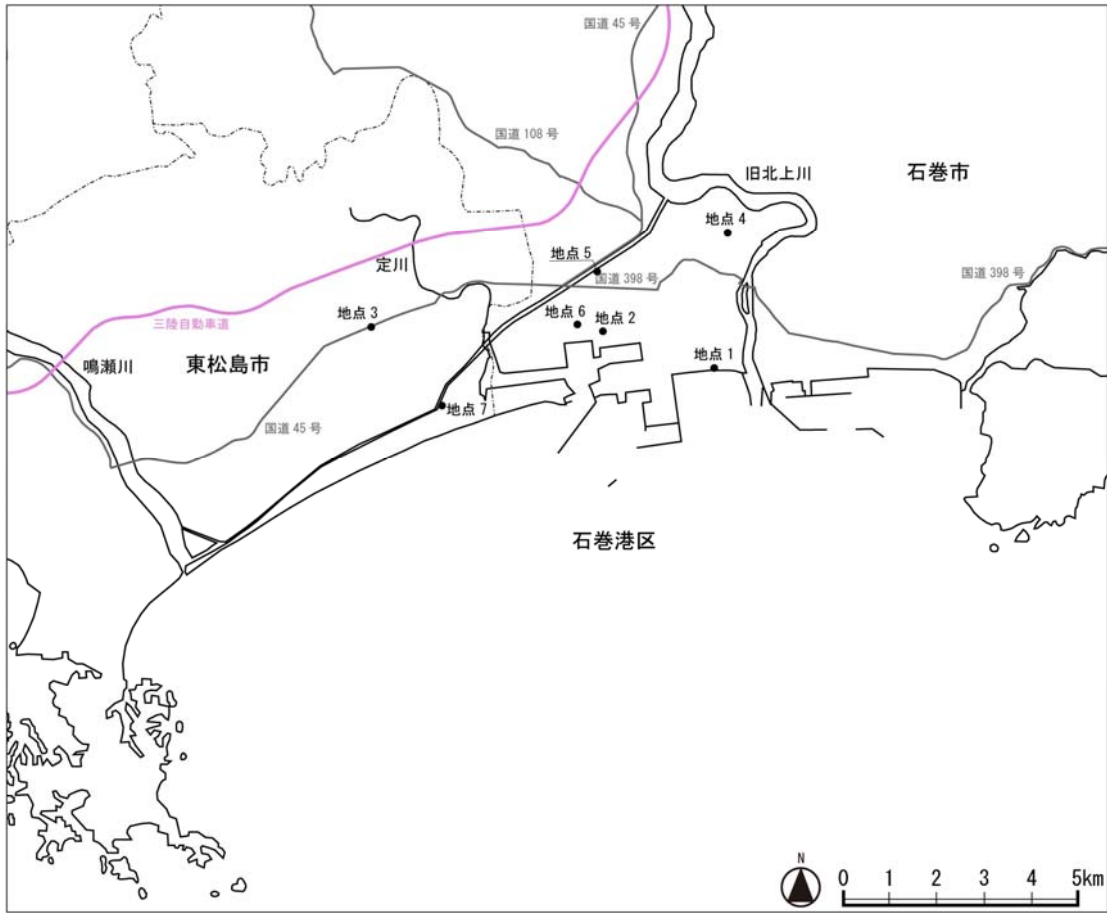 国道 45 号
国道 108 号
旧北上川
石巻市
地点 4
定川
地点 5
国道 398 号
国道 398 号
三陸自動車道
地点 3
地点 6
地点 2
鳴瀬川
東松島市
地点 1
地点 7
国道 45 号
石巻港区
N
0 1 2 3 4 5km